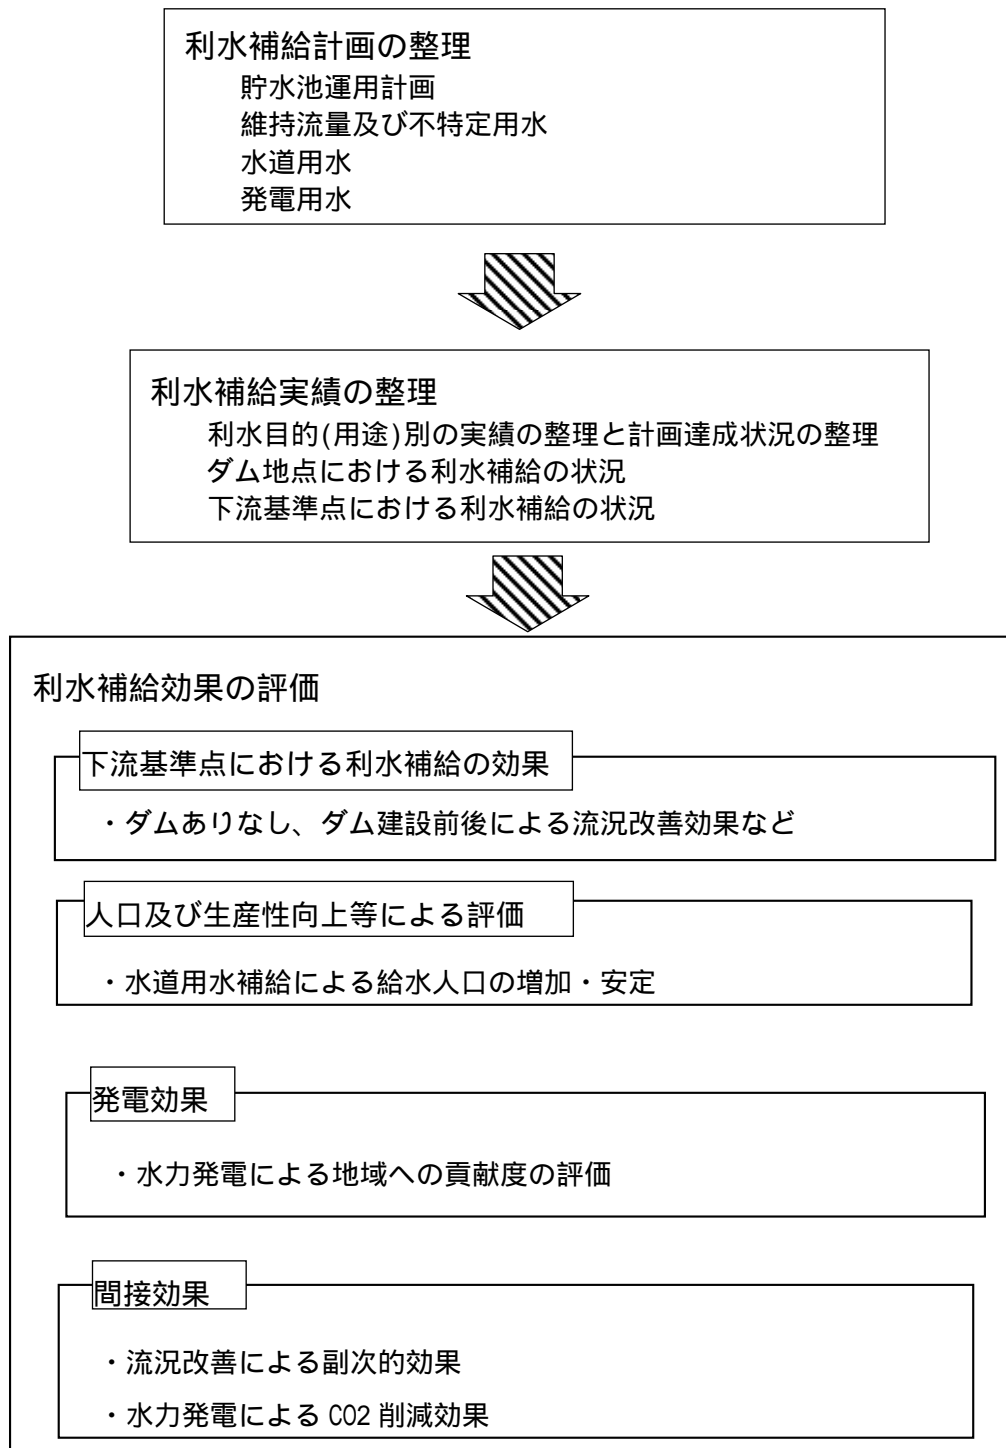 利水補給計画の整理
貯水池運用計画
維持流量及び不特定用水
水道用水
発電用水
利水補給実績の整理
利水目的(用途)別の実績の整理と計画達成状況の整理
ダム地点における利水補給の状況
下流基準点における利水補給の状況
利水補給効果の評価
下流基準点における利水補給の効果
・ダムありなし、ダム建設前後による流況改善効果など
人口及び生産性向上等による評価
・水道用水補給による給水人口の増加・安定
発電効果
・水力発電による地域への貢献度の評価
間接効果
・流況改善による副次的効果
・水力発電による CO2 削減効果